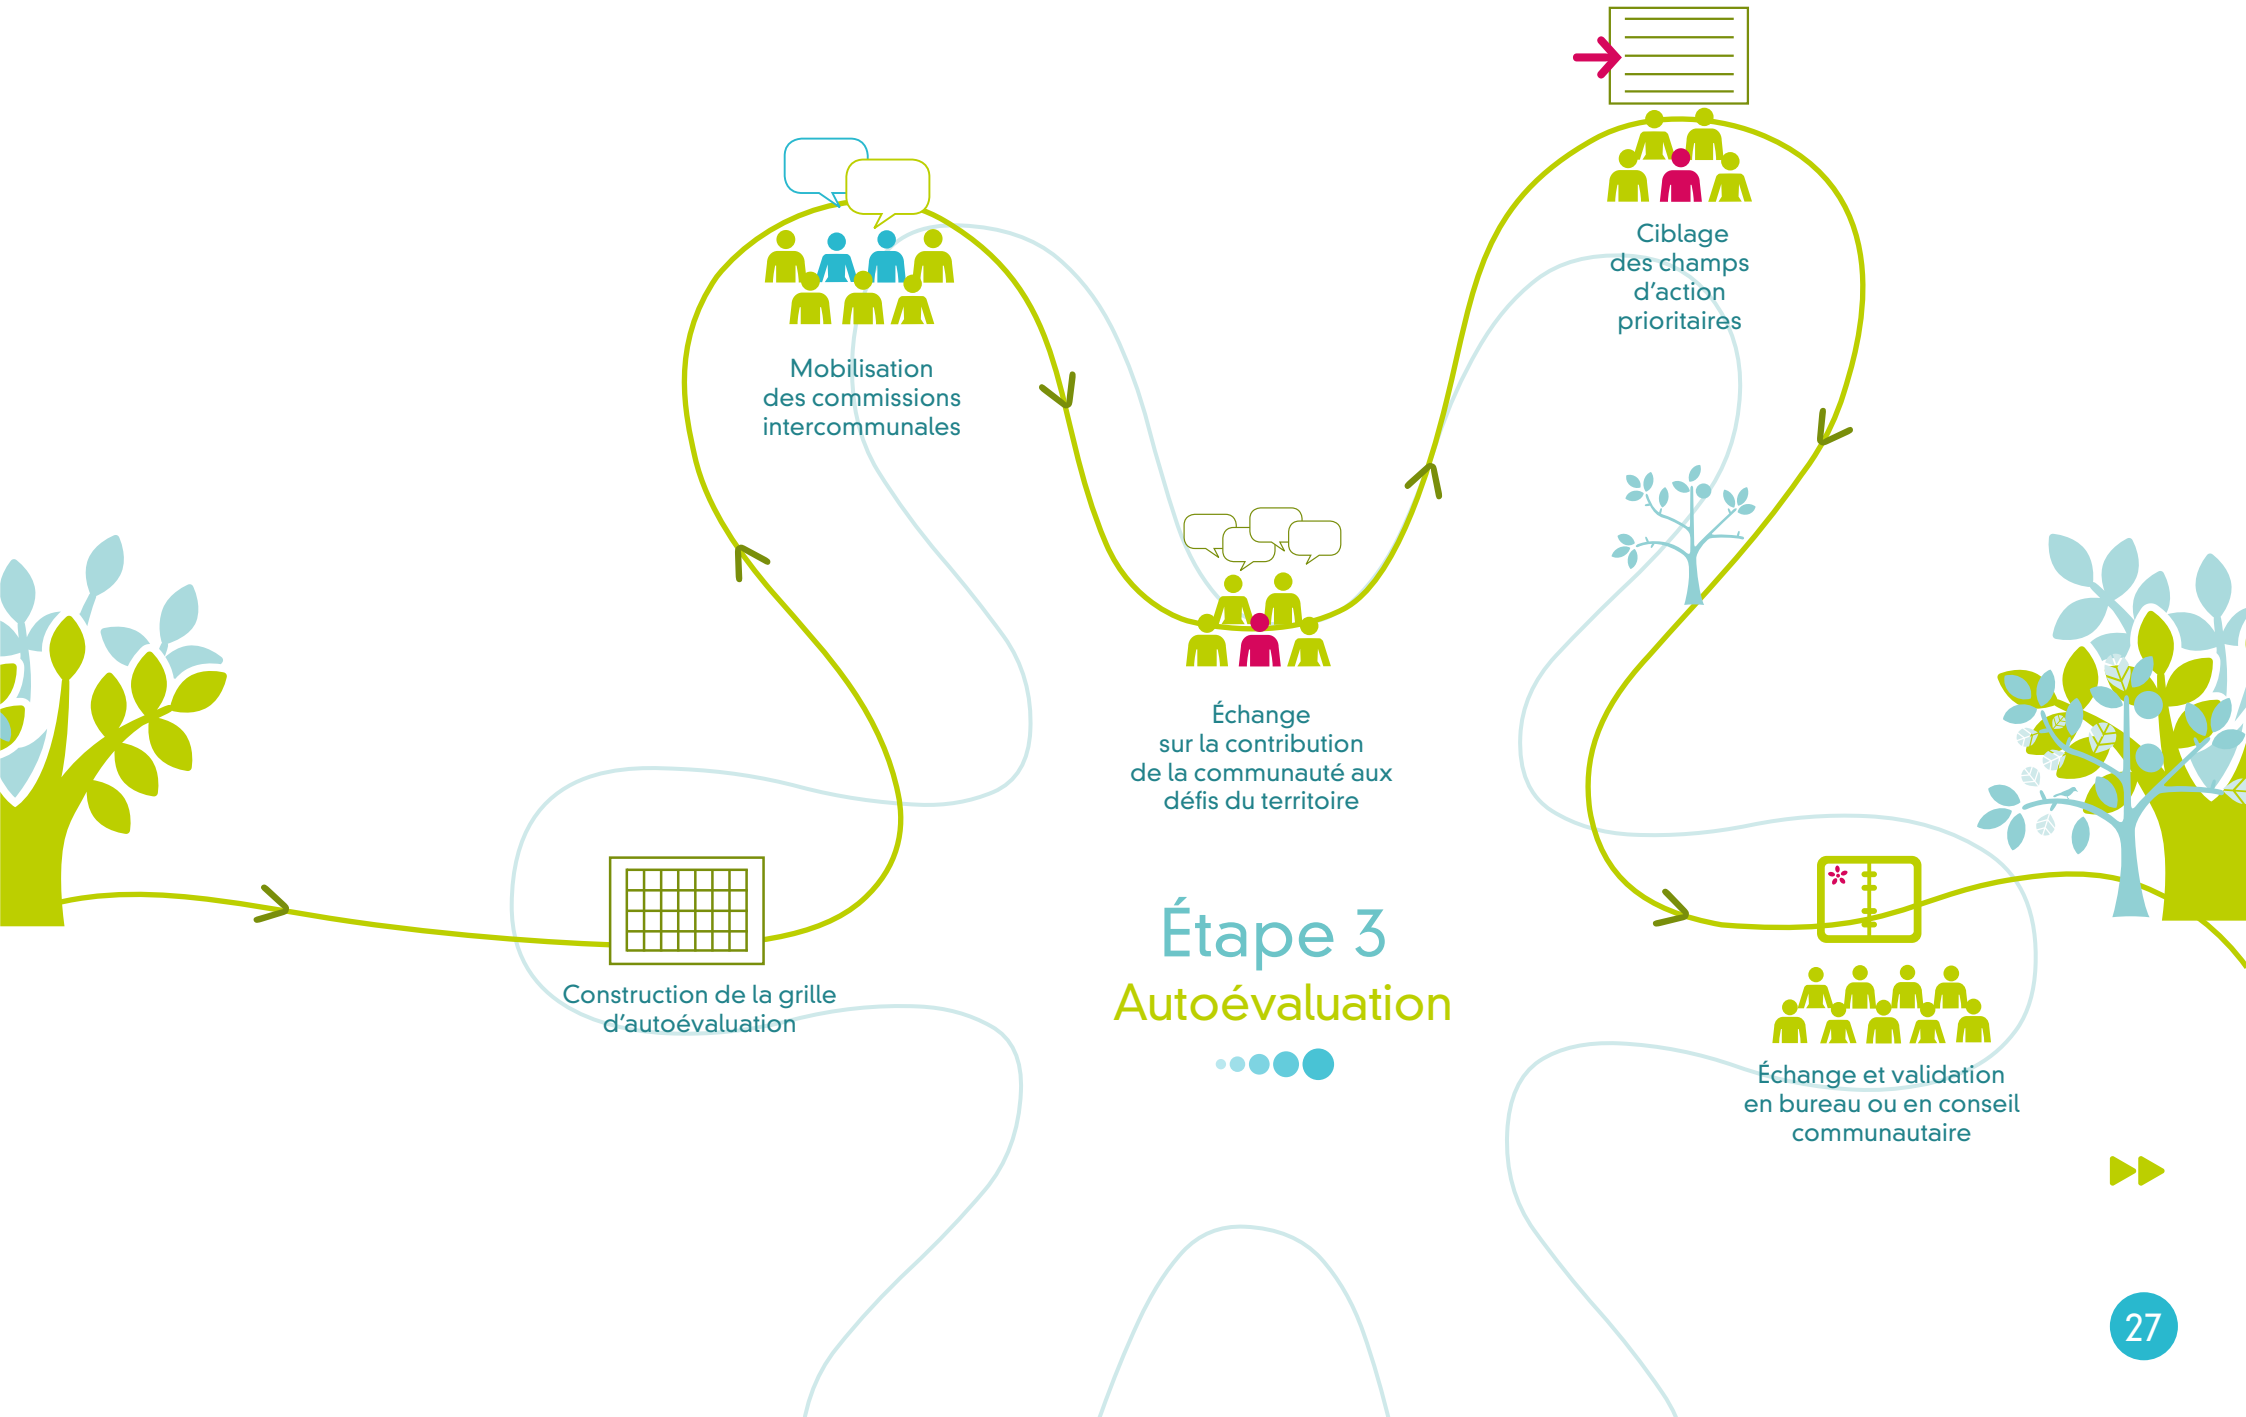 Ciblage
des champs
d'action
prioritaires
Mobilisation
des commissions
intercommunales
Échange
sur la contribution
de la communauté aux
défis du territoire
Étape 3
Autoévaluation
Construction de la grille
d'autoévaluation
Échange et validation
en bureau ou en conseil
communautaire
27